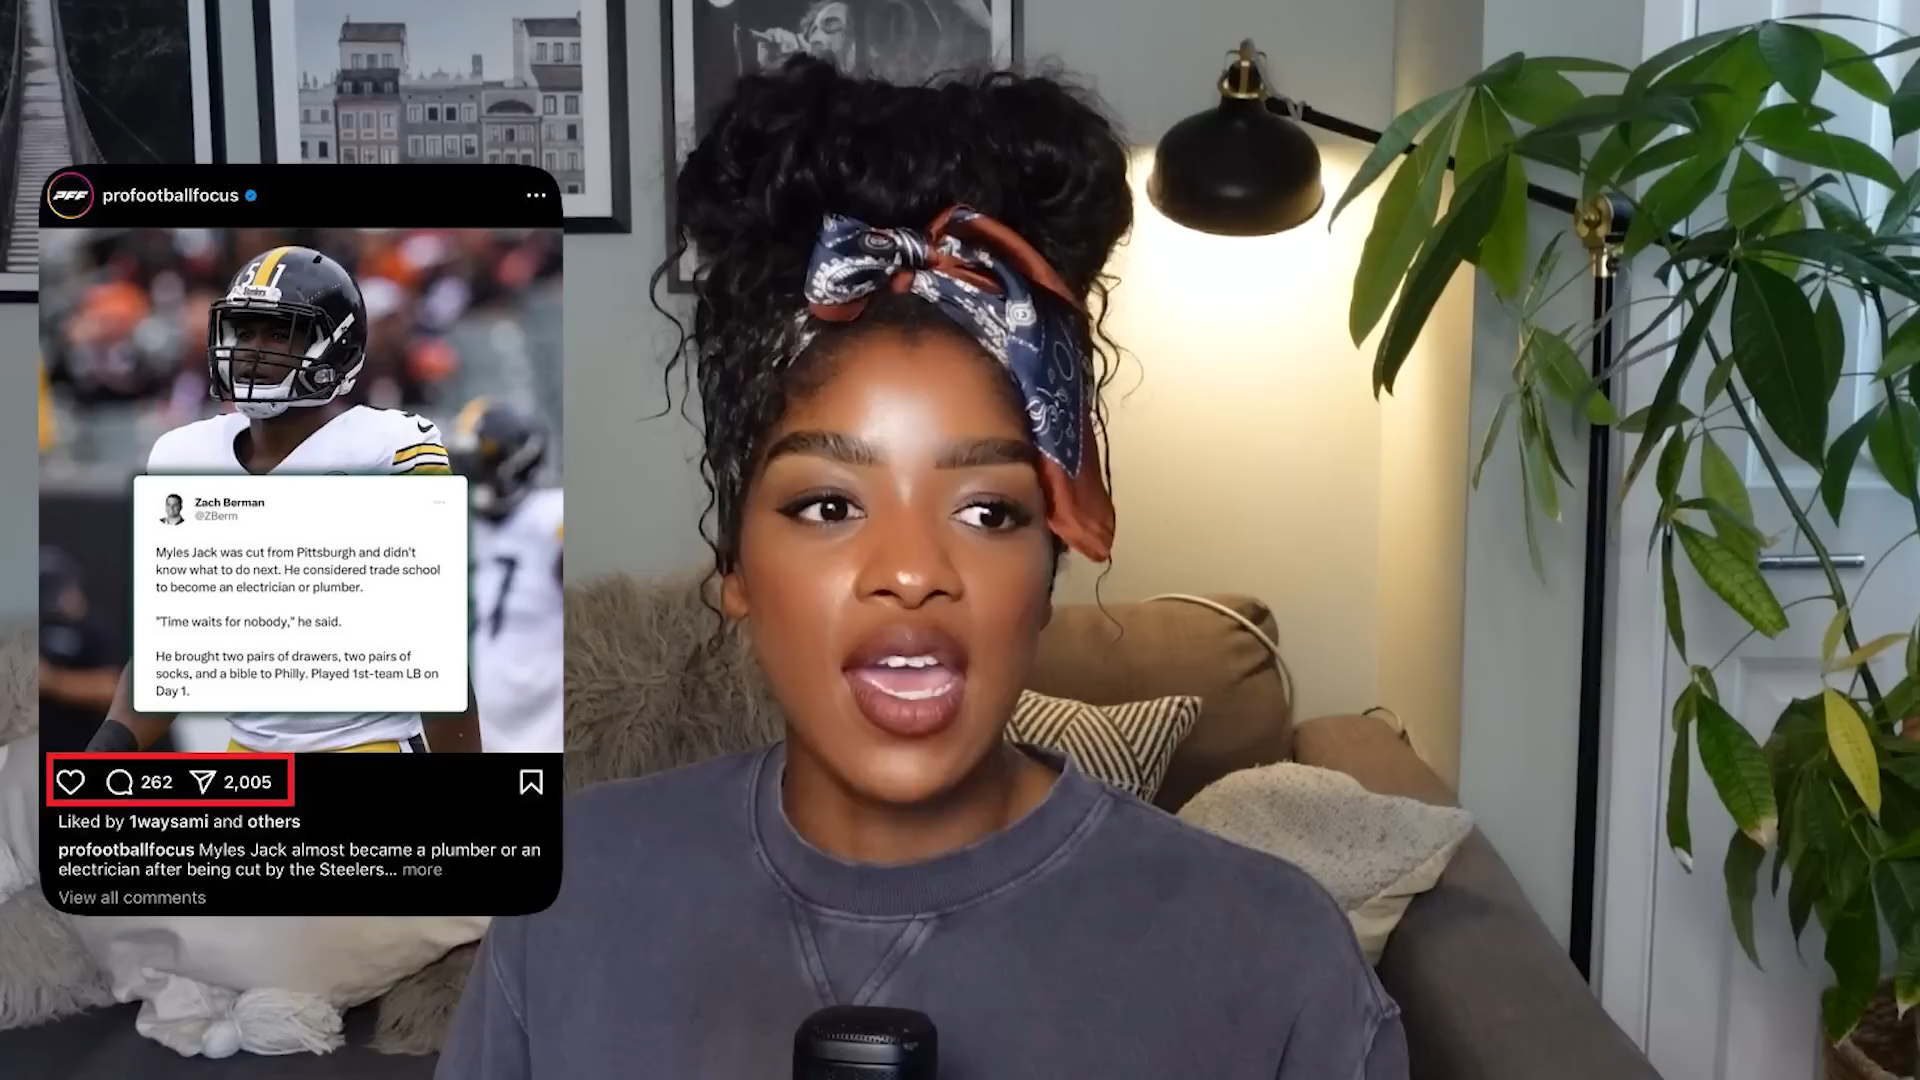 PFF profootballfocus
51
Steelers
Zach Berman
@ZBerm
Myles Jack was cut from Pittsburgh and didn't
know what to do next. He considered trade school
to become an electrician or plumber.
"Time waits for nobody," he said.
He brought two pairs of drawers, two pairs of
socks, and a bible to Philly. Played 1st-team LB on
Day 1.
7
262 2,005
Liked by 1waysami and others
profootballfocus Myles Jack almost became a plumber or an
electrician after being cut by the Steelers... more
View all comments